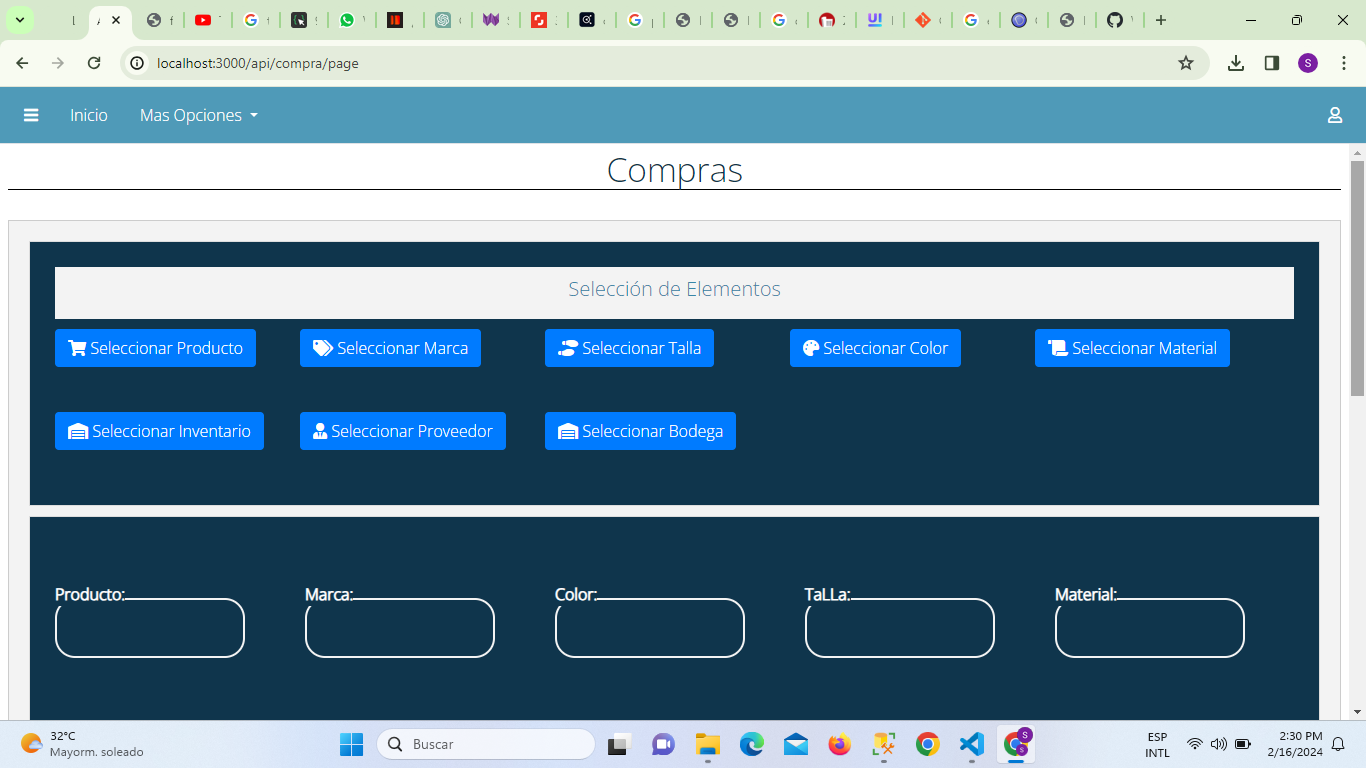 localhost:3000/api/compra/page
Inicio
Mas Opciones
Compras
Selección de Elementos
Seleccionar Producto
Seleccionar Marca
Seleccionar Talla
Seleccionar Color
Seleccionar Material
Seleccionar Inventario
Seleccionar Proveedor
Seleccionar Bodega
Producto:
Marca:
Color:
TaLLa:
Material:
32°C
Mayorm. soleado
Buscar
ESP
INTL
2:30 PM
2/16/2024